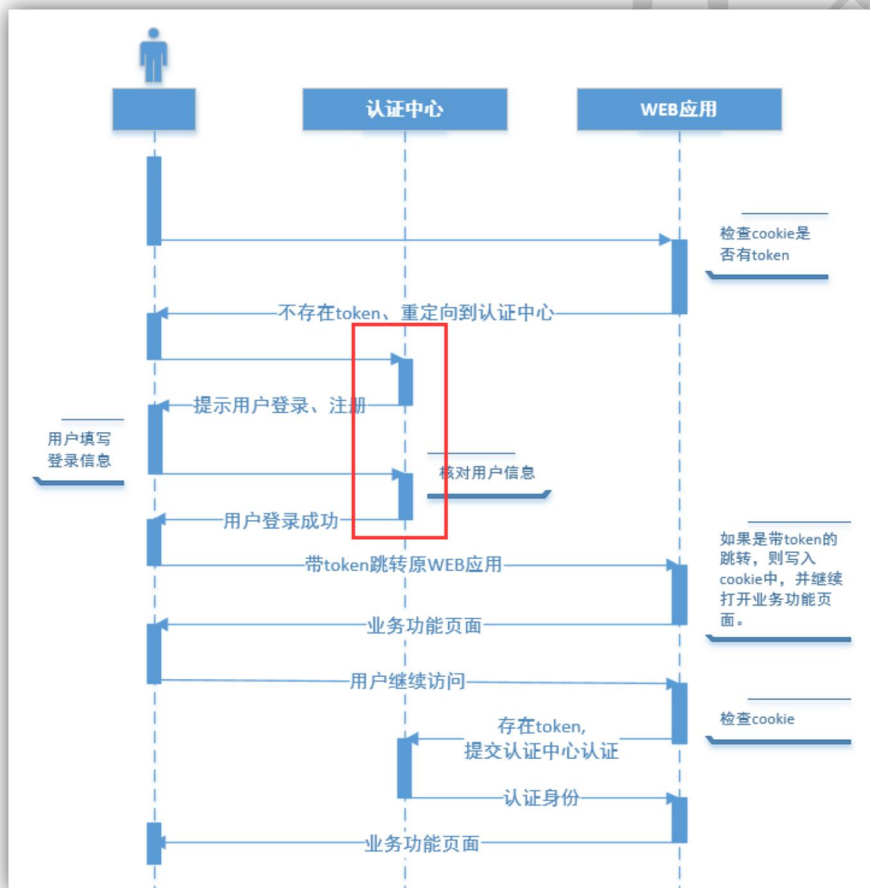 认证中心
WEB应用
检查cookie是
否有token
不存在token、重定向到认证中心
提示用户登录、注册
用户填写
登录信息
核对用户信息
用户登录成功
如果是带token的
跳转，则写入
cookie中，并继续
打开业务功能页
面。
带token跳转原WEB应用
业务功能页面
用户继续访问
检查cookie
存在token,
提交认证中心认证
认证身份
业务功能页面